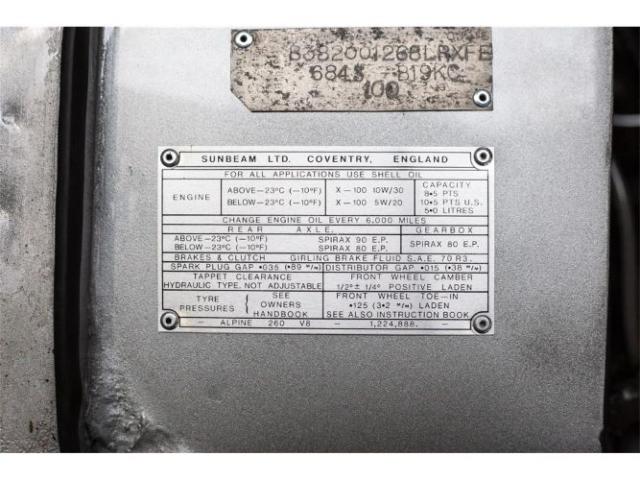 B382001268LRXFE
6843 - 819KC
100
SUNBEAM LTD. COVENTRY, ENGLAND
FOR ALL APPLICATIONS USE SHELL OIL
ENGINE
ABOVE -23°C (-10°F) X-100 10W/30
BELOW -23°C (-10°F) X-100 5W/20
CAPACITY
8•5 PTS
10•5 PTS U.S.
5•0 LITRES
CHANGE ENGINE OIL EVERY 6,000 MILES
REAR AXLE.
ABOVE -23°C (-10°F) SPIRAX 90 E.P.
BELOW -23°C (-10°F) SPIRAX 80 E.P.
GEARBOX
SPIRAX 80 E.P.
BRAKES & CLUTCH GIRLING BRAKE FLUID S.A.E. 70 R3.
SPARK PLUG GAP •035 (•89 m/m) DISTRIBUTOR GAP •015 (•38 m/m)
TAPPET CLEARANCE
HYDRAULIC TYPE. NOT ADJUSTABLE
FRONT WHEEL CAMBER
1/2° ± 1/4° POSITIVE LADEN
TYRE PRESSURES { SEE OWNERS HANDBOOK
FRONT WHEEL TOE-IN
•125 (3•2 m/m) LADEN
SEE ALSO INSTRUCTION BOOK
- ALPINE 260 V8 - 1,224,888. -